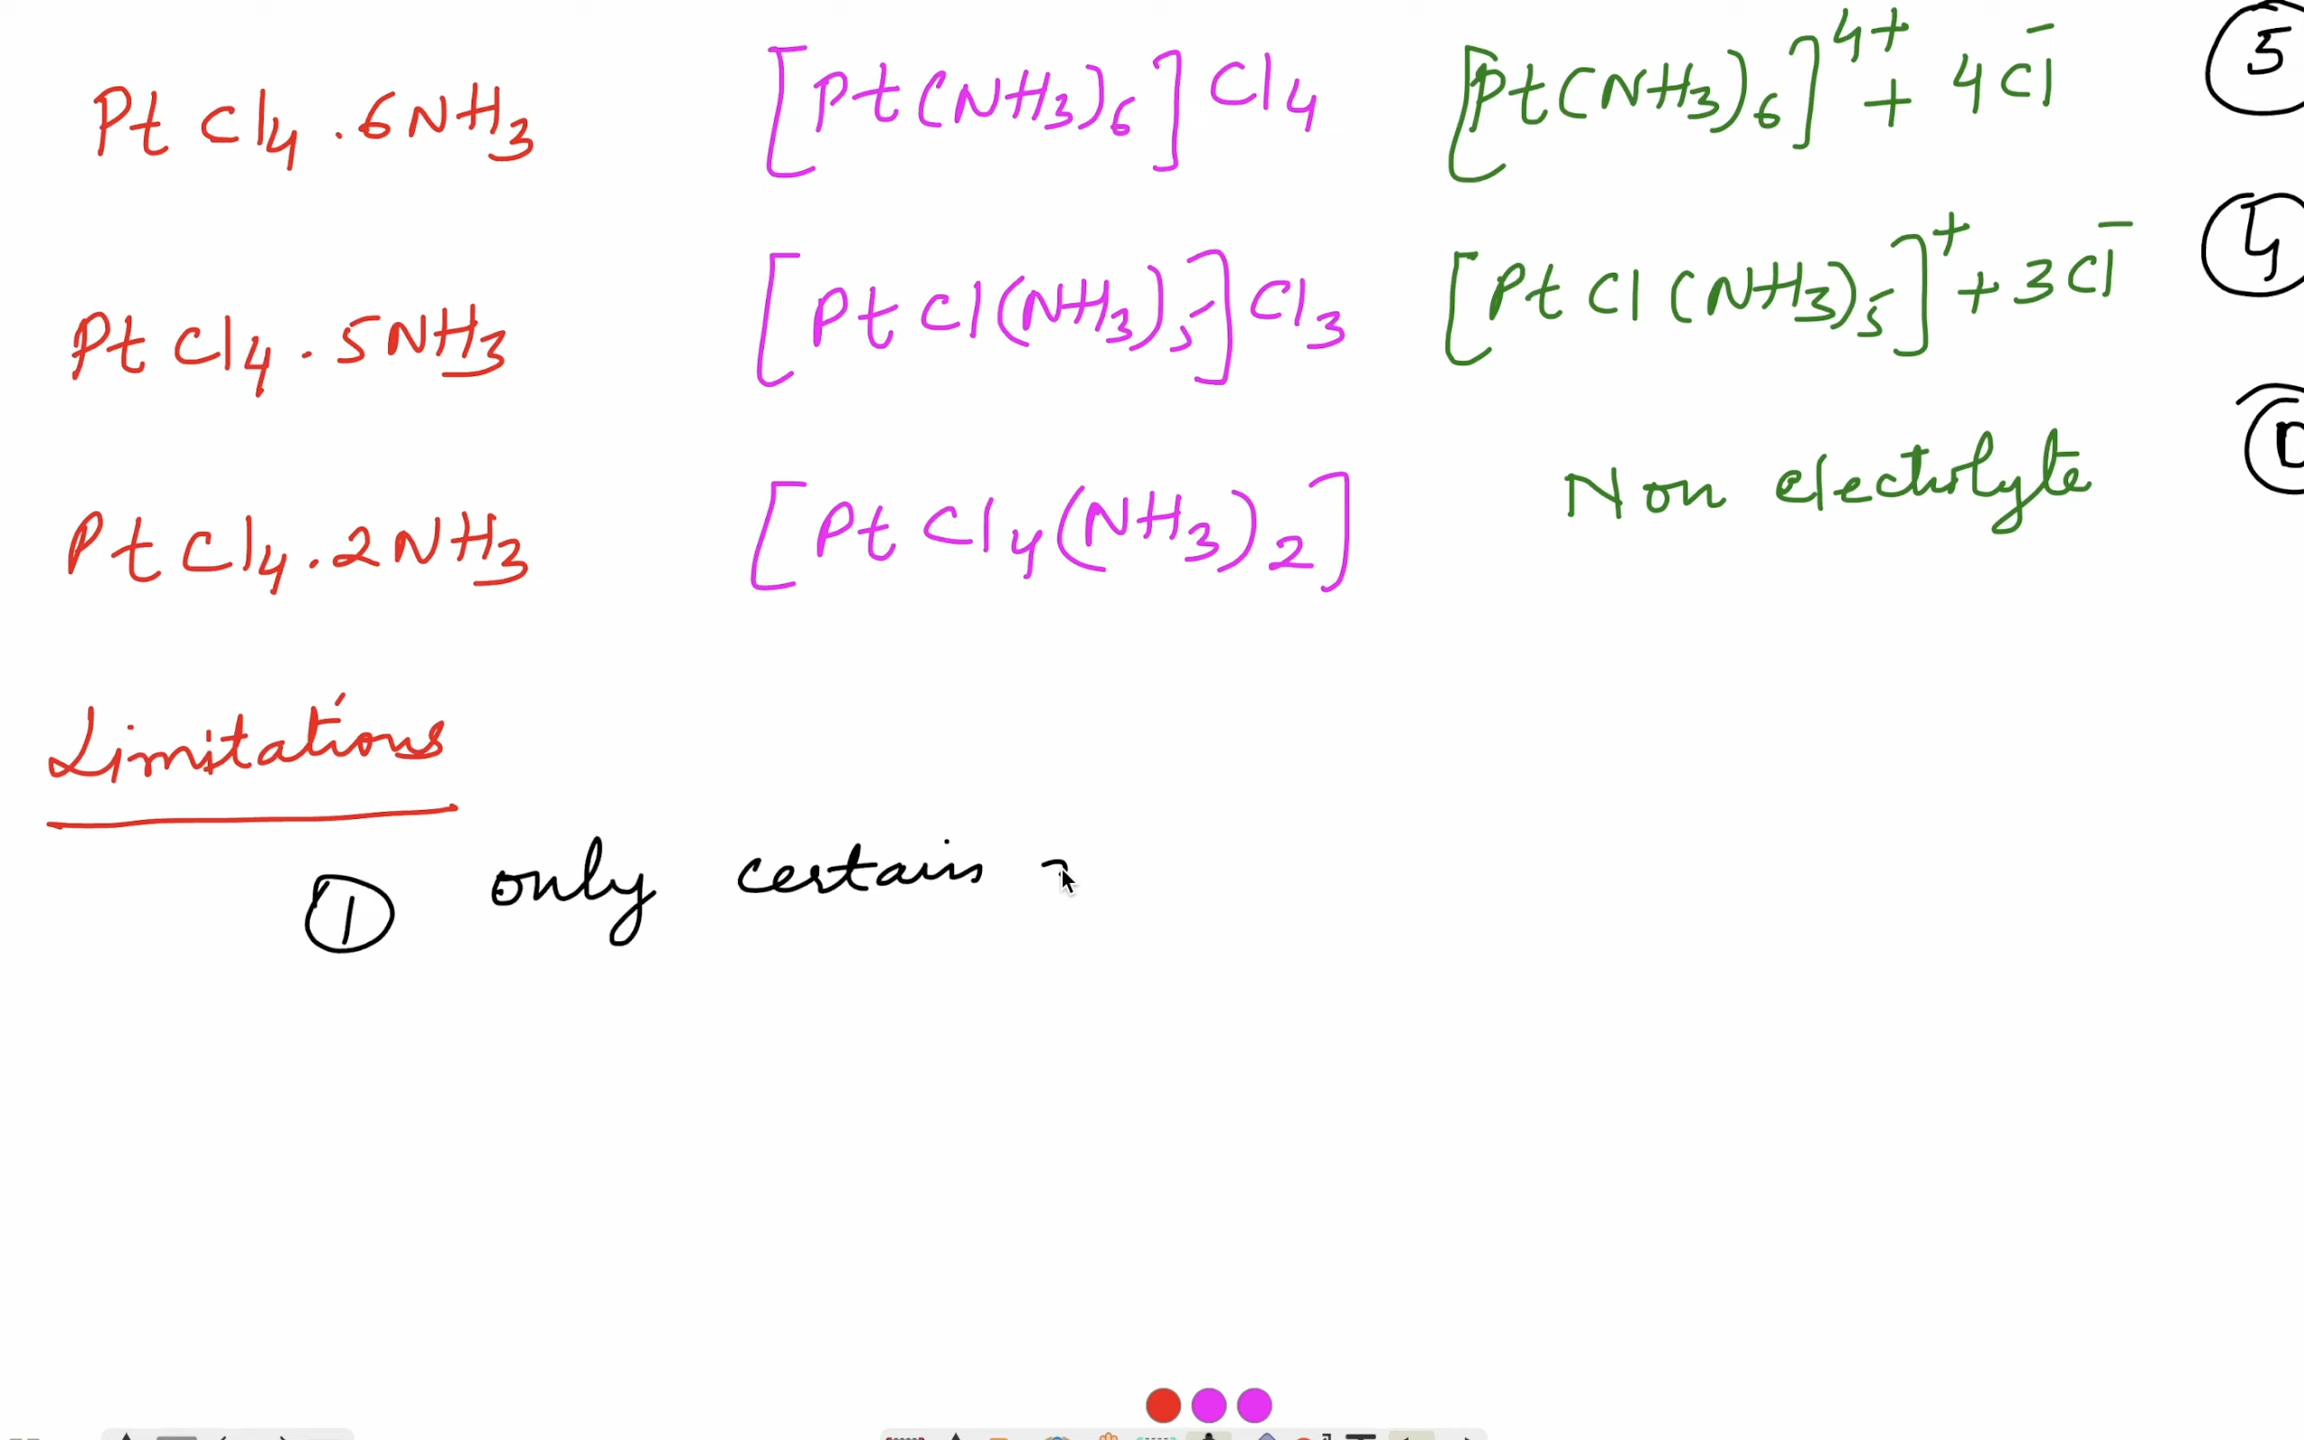 PtCl₄.6NH₃ [Pt(NH₃)₆]Cl₄ [Pt(NH₃)₆]⁴⁺ + 4Cl⁻ 5
PtCl₄.5NH₃ [PtCl(NH₃)₅]Cl₃ [PtCl(NH₃)₅]⁺ + 3Cl⁻ 4
PtCl₄.2NH₃ [PtCl₄(NH₃)₂] Non electrolyte
Limitations
1 only certain